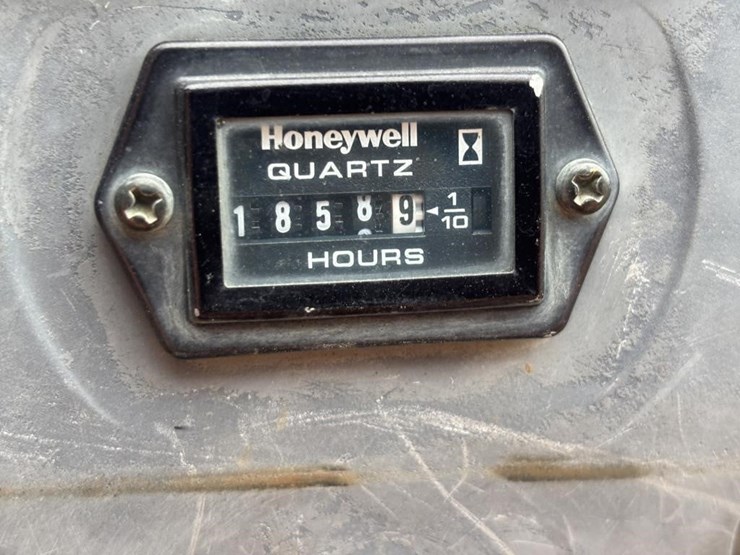 Honeywell
QUARTZ
1 8 5 8 9 1/10
HOURS